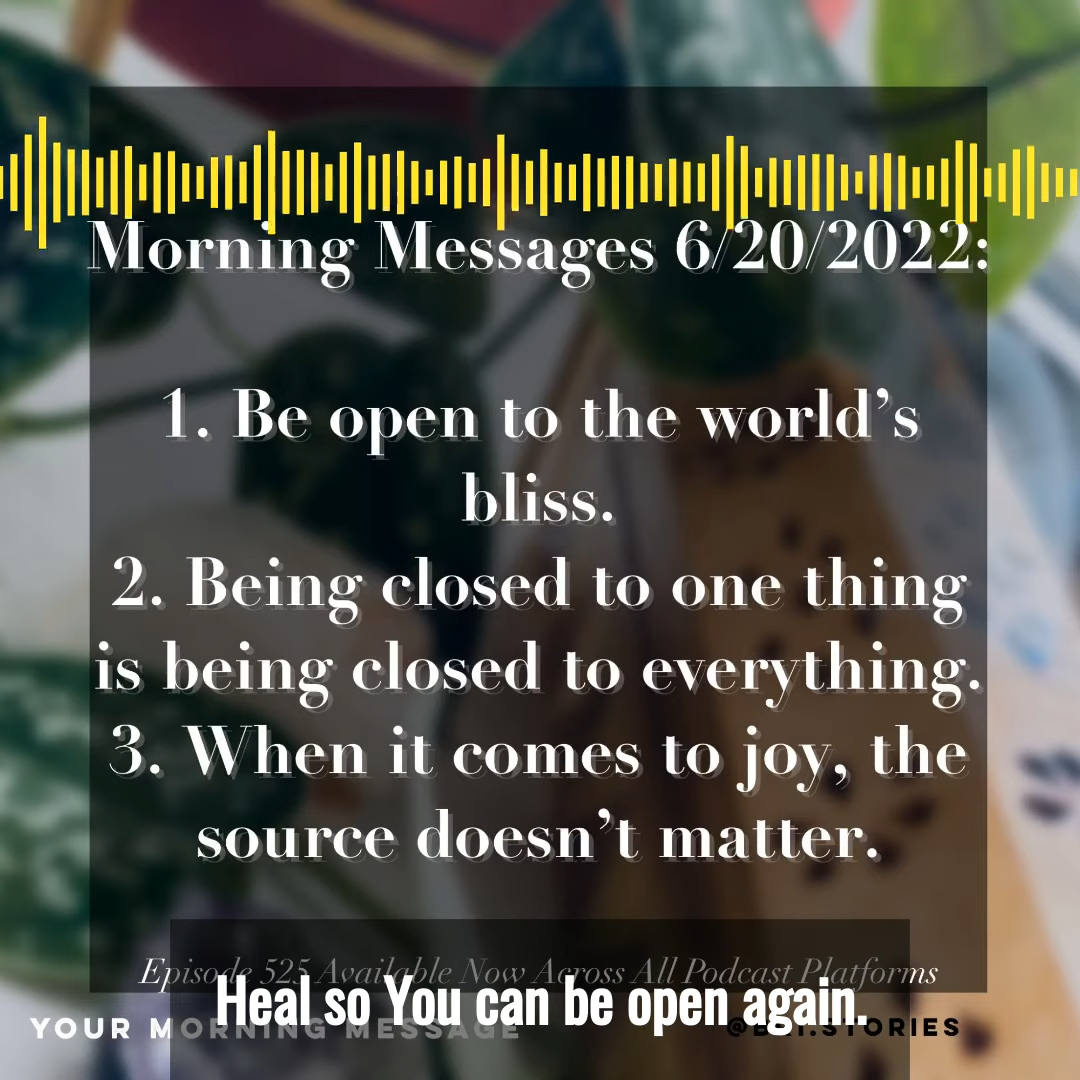 Morning Messages 6/20/2022:
1. Be open to the world’s
bliss.
2. Being closed to one thing
is being closed to everything.
3. When it comes to joy, the
source doesn’t matter.
Episode 525 Available Now Across All Podcast Platforms
Heal so You can be open again.
YOUR MORNING MESSAGE